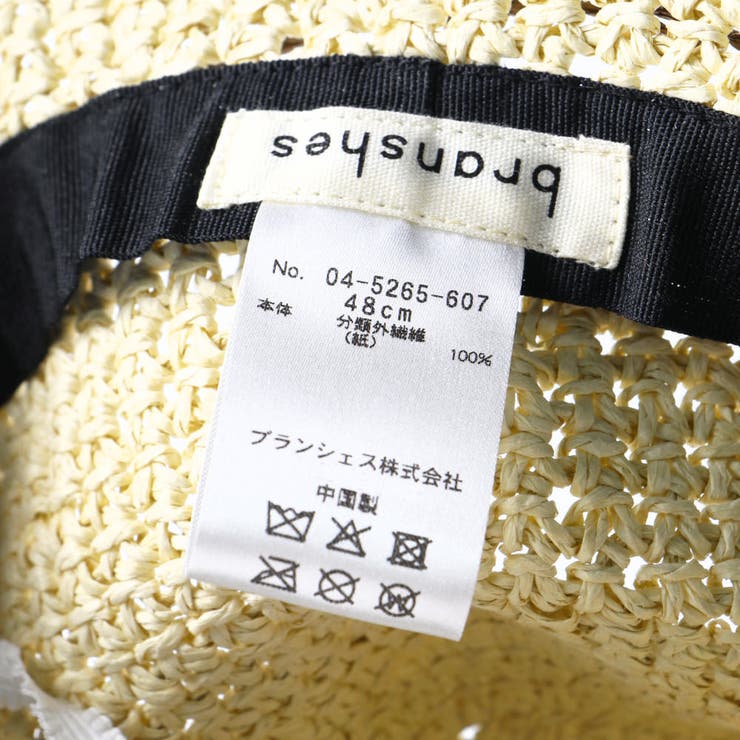 branshes
No. 04-5265-607
48cm
本体 分類外繊維 100%
(紙)
ブランシェス株式会社
中国製